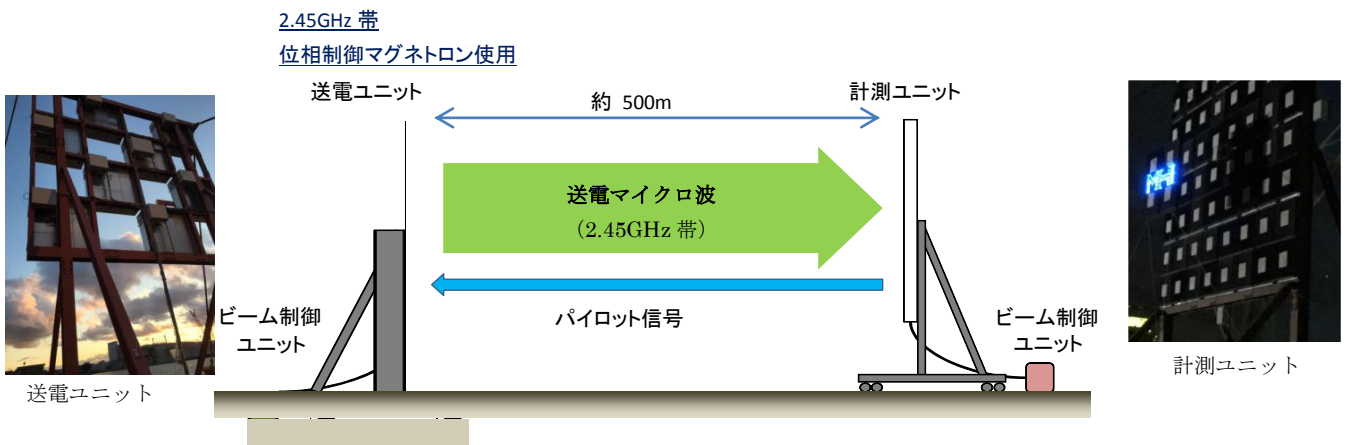 2.45GHz 帯
位相制御マグネトロン使用
送電ユニット
約 500m
計測ユニット
送電マイクロ波
（2.45GHz 帯）
パイロット信号
ビーム制御
ユニット
ビーム制御
ユニット
送電ユニット
MHI
計測ユニット